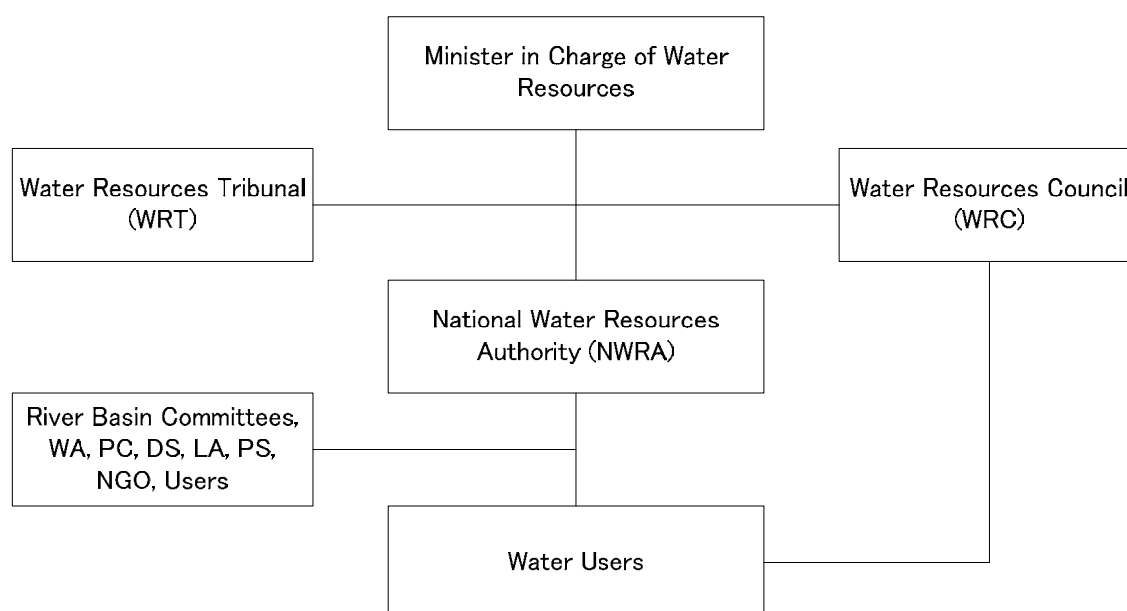 Minister in Charge of Water
Resources
Water Resources Tribunal
(WRT)
Water Resources Council
(WRC)
National Water Resources
Authority (NWRA)
River Basin Committees,
WA, PC, DS, LA, PS,
NGO, Users
Water Users